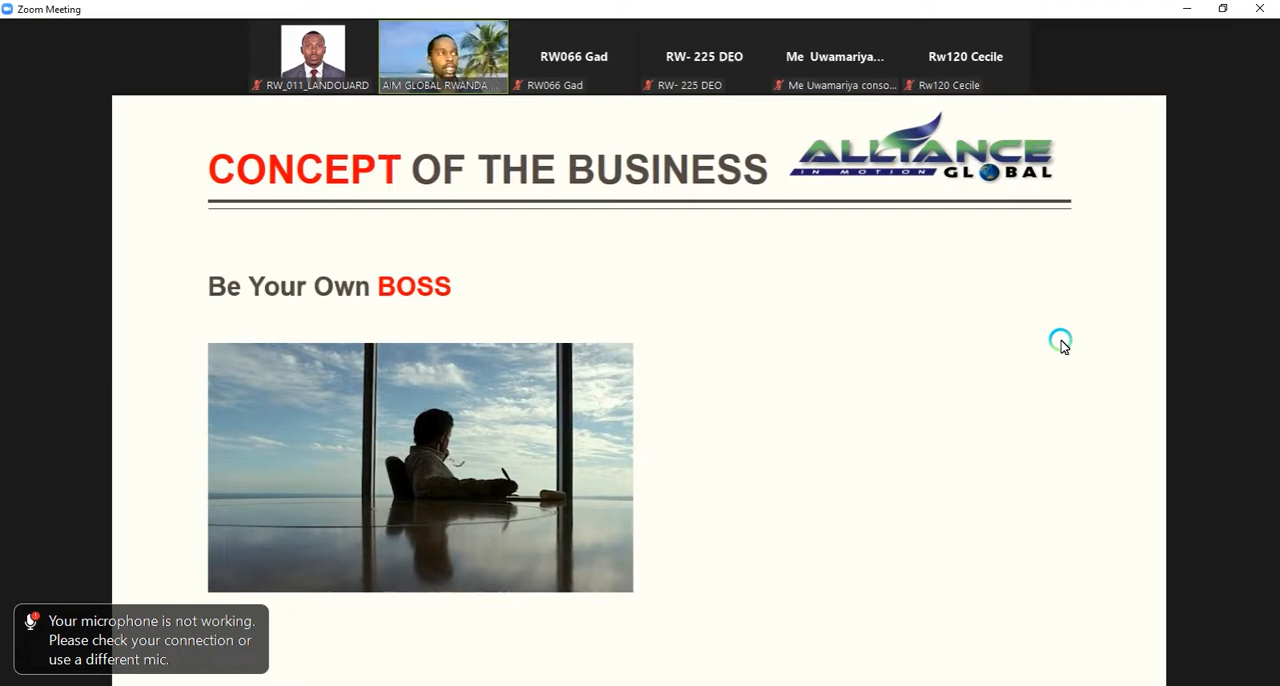 Zoom Meeting
RW066 Gad
RW- 225 DEO
Me Uwamariya...
Rw120 Cecile
RW_011_LANDOUARD
AIM GLOBAL RWANDA ...
RW066 Gad
RW- 225 DEO
Me Uwamariya conso...
Rw120 Cecile
CONCEPT OF THE BUSINESS
ALLIANCE
IN MOTION GLOBAL
Be Your Own BOSS
Your microphone is not working.
Please check your connection or
use a different mic.